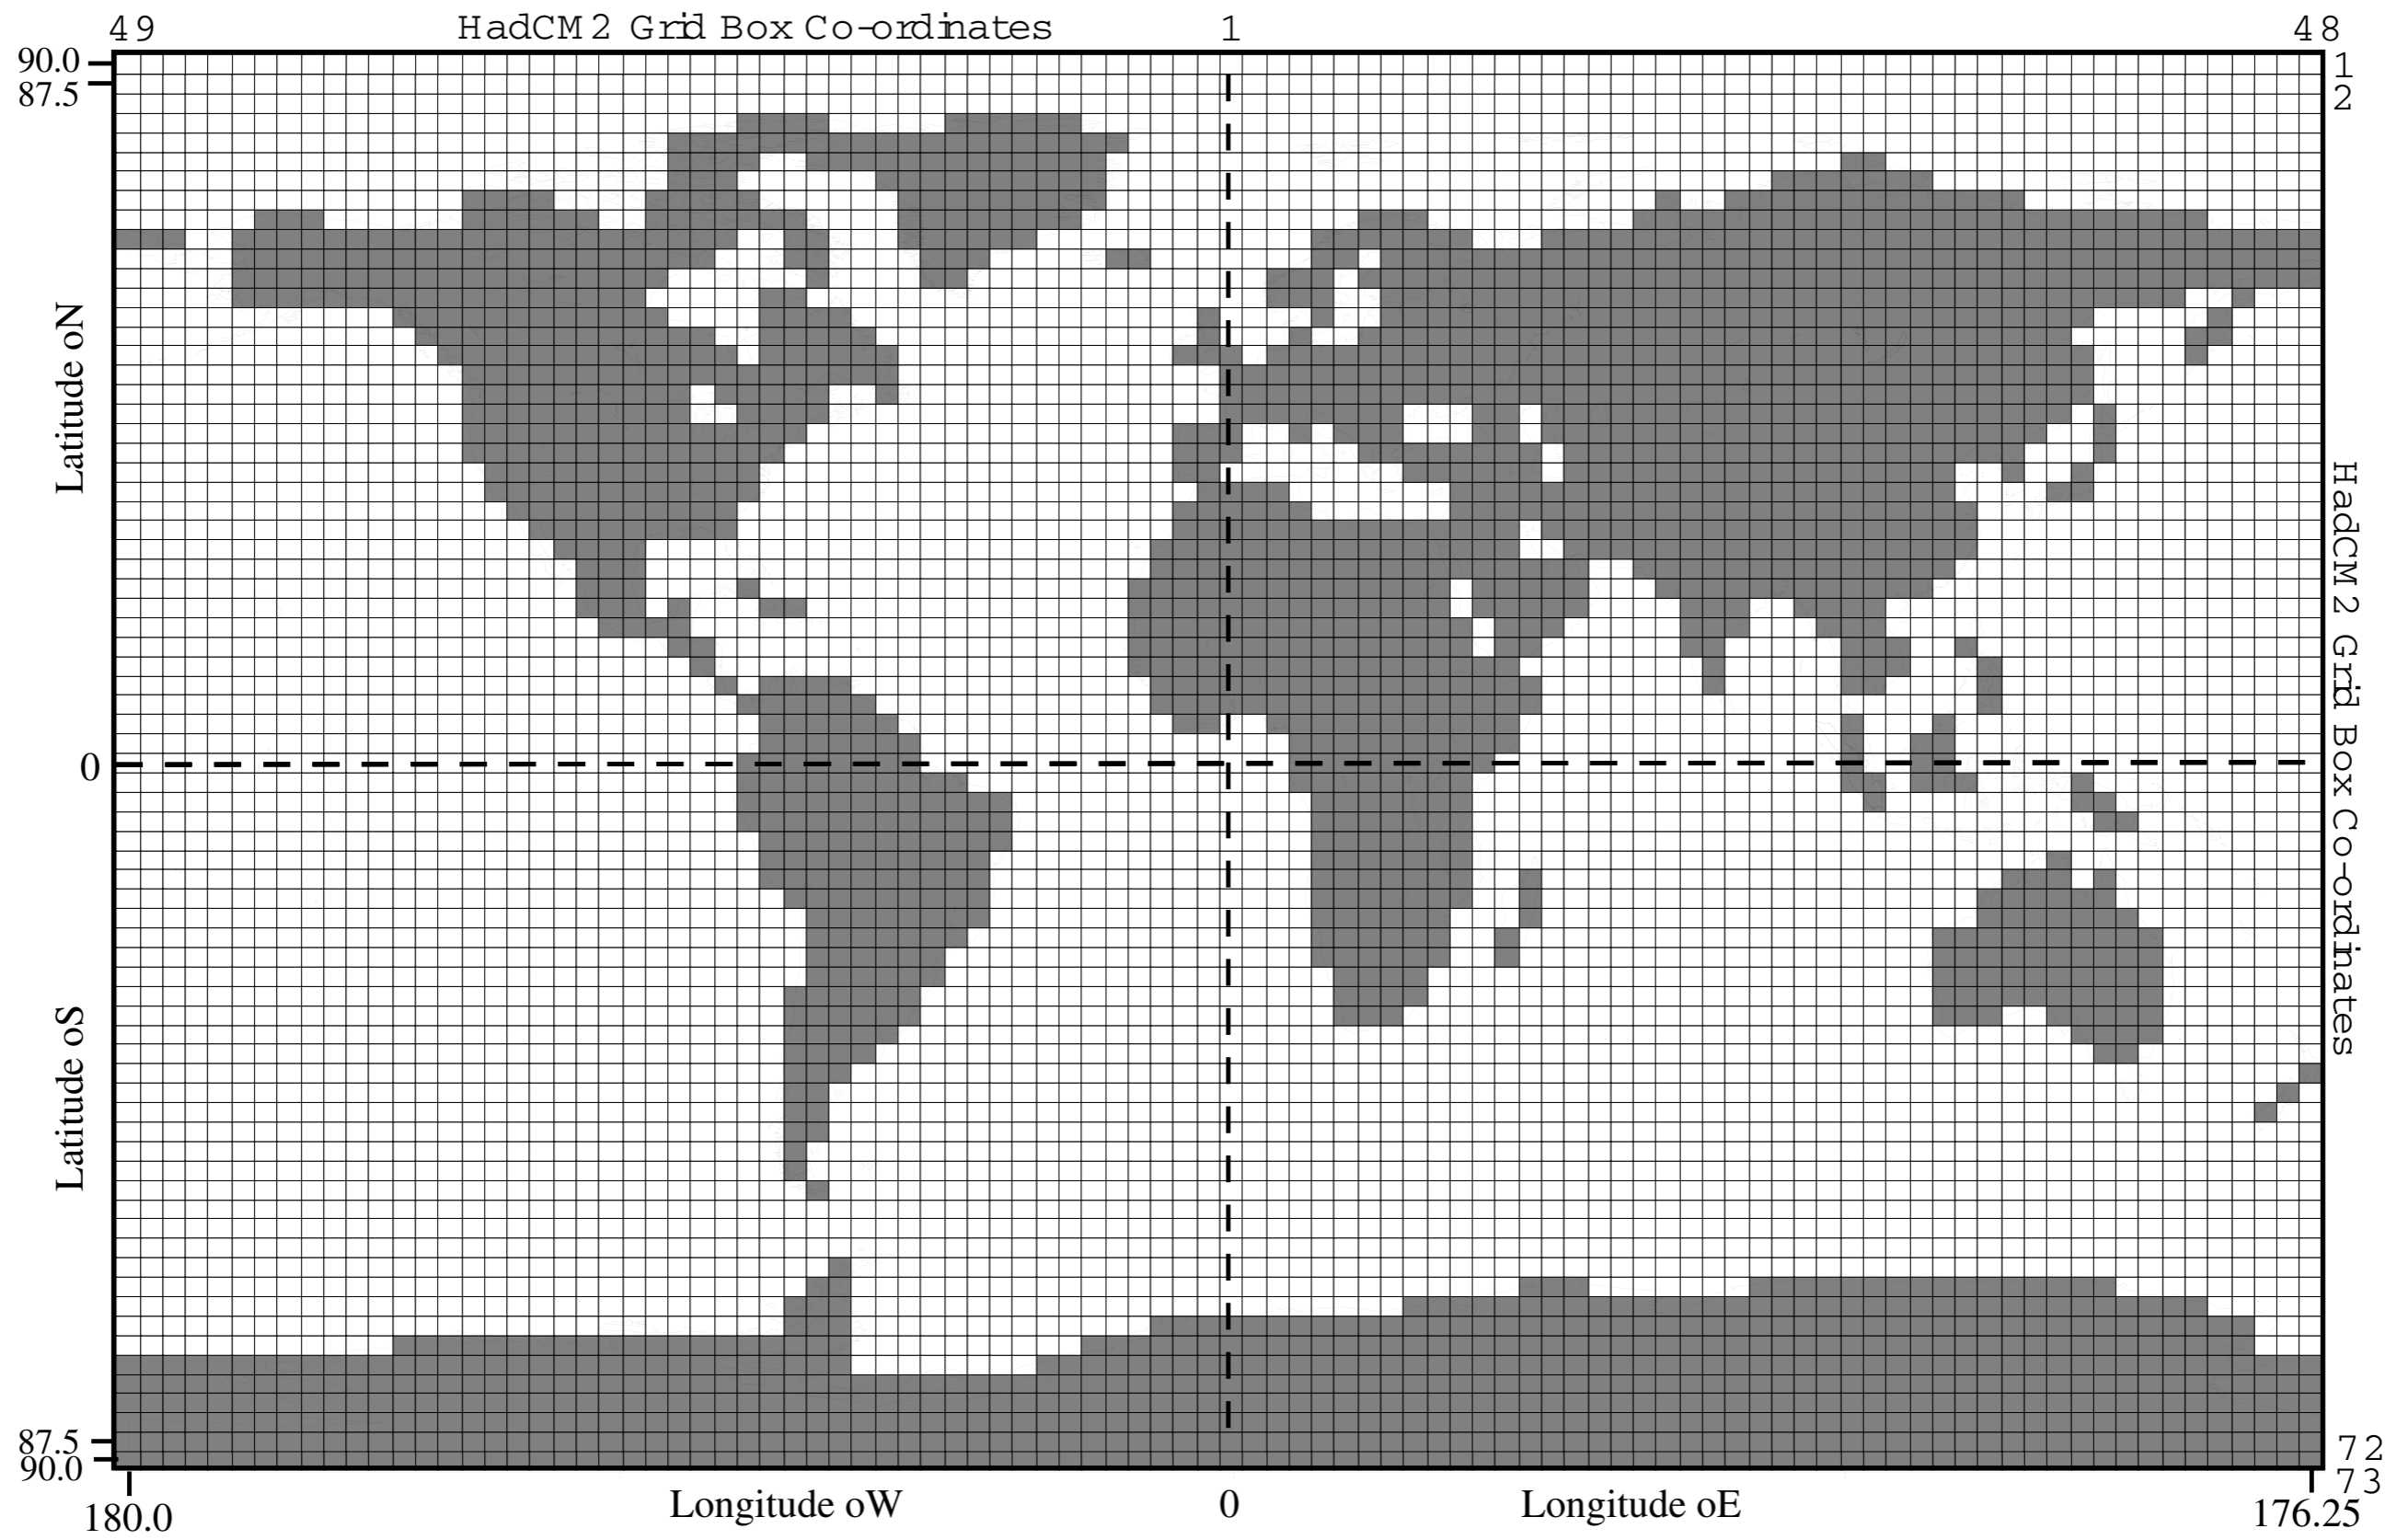 49 HadCM2 Grid Box Co-ordinates 1 48
90.0 1
87.5 2
Latitude oN
HadCM2 Grid Box Co-ordinates
0
Latitude oS
87.5 72
90.0 73
180.0 Longitude oW 0 Longitude oE 176.25